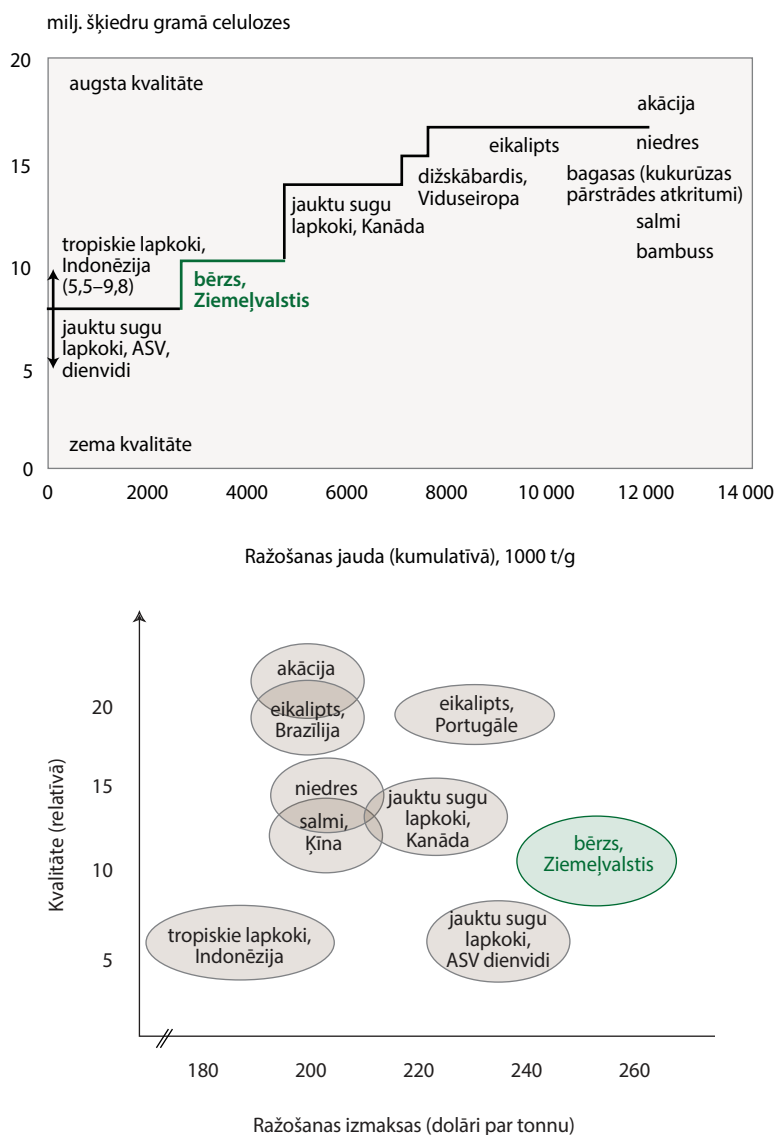 milj. šķiedru gramā celulozes
20
15
10
5
0
augsta kvalitāte
akācija
eikalipts
niedres
dižskābardis,
Viduseiropa
bagasas (kukurūzas
pārstrādes atkritumi)
salmi
bambuss
jauktu sugu
lapkoki, Kanāda
tropiskie lapkoki,
Indonēzija
(5,5–9,8)
bērzs,
Ziemeļvalstis
jauktu sugu
lapkoki, ASV,
dienvidi
zema kvalitāte
0 2000 4000 6000 8000 10 000 12 000 14 000
Ražošanas jauda (kumulatīvā), 1000 t/g
Kvalitāte (relatīvā)
20
15
10
5
akācija
eikalipts,
Brazīlija
eikalipts,
Portugāle
niedres
salmi,
Ķīna
jauktu sugu
lapkoki,
Kanāda
bērzs,
Ziemeļvalstis
tropiskie lapkoki,
Indonēzija
jauktu sugu
lapkoki,
ASV dienvidi
180 200 220 240 260
Ražošanas izmaksas (dolāri par tonnu)